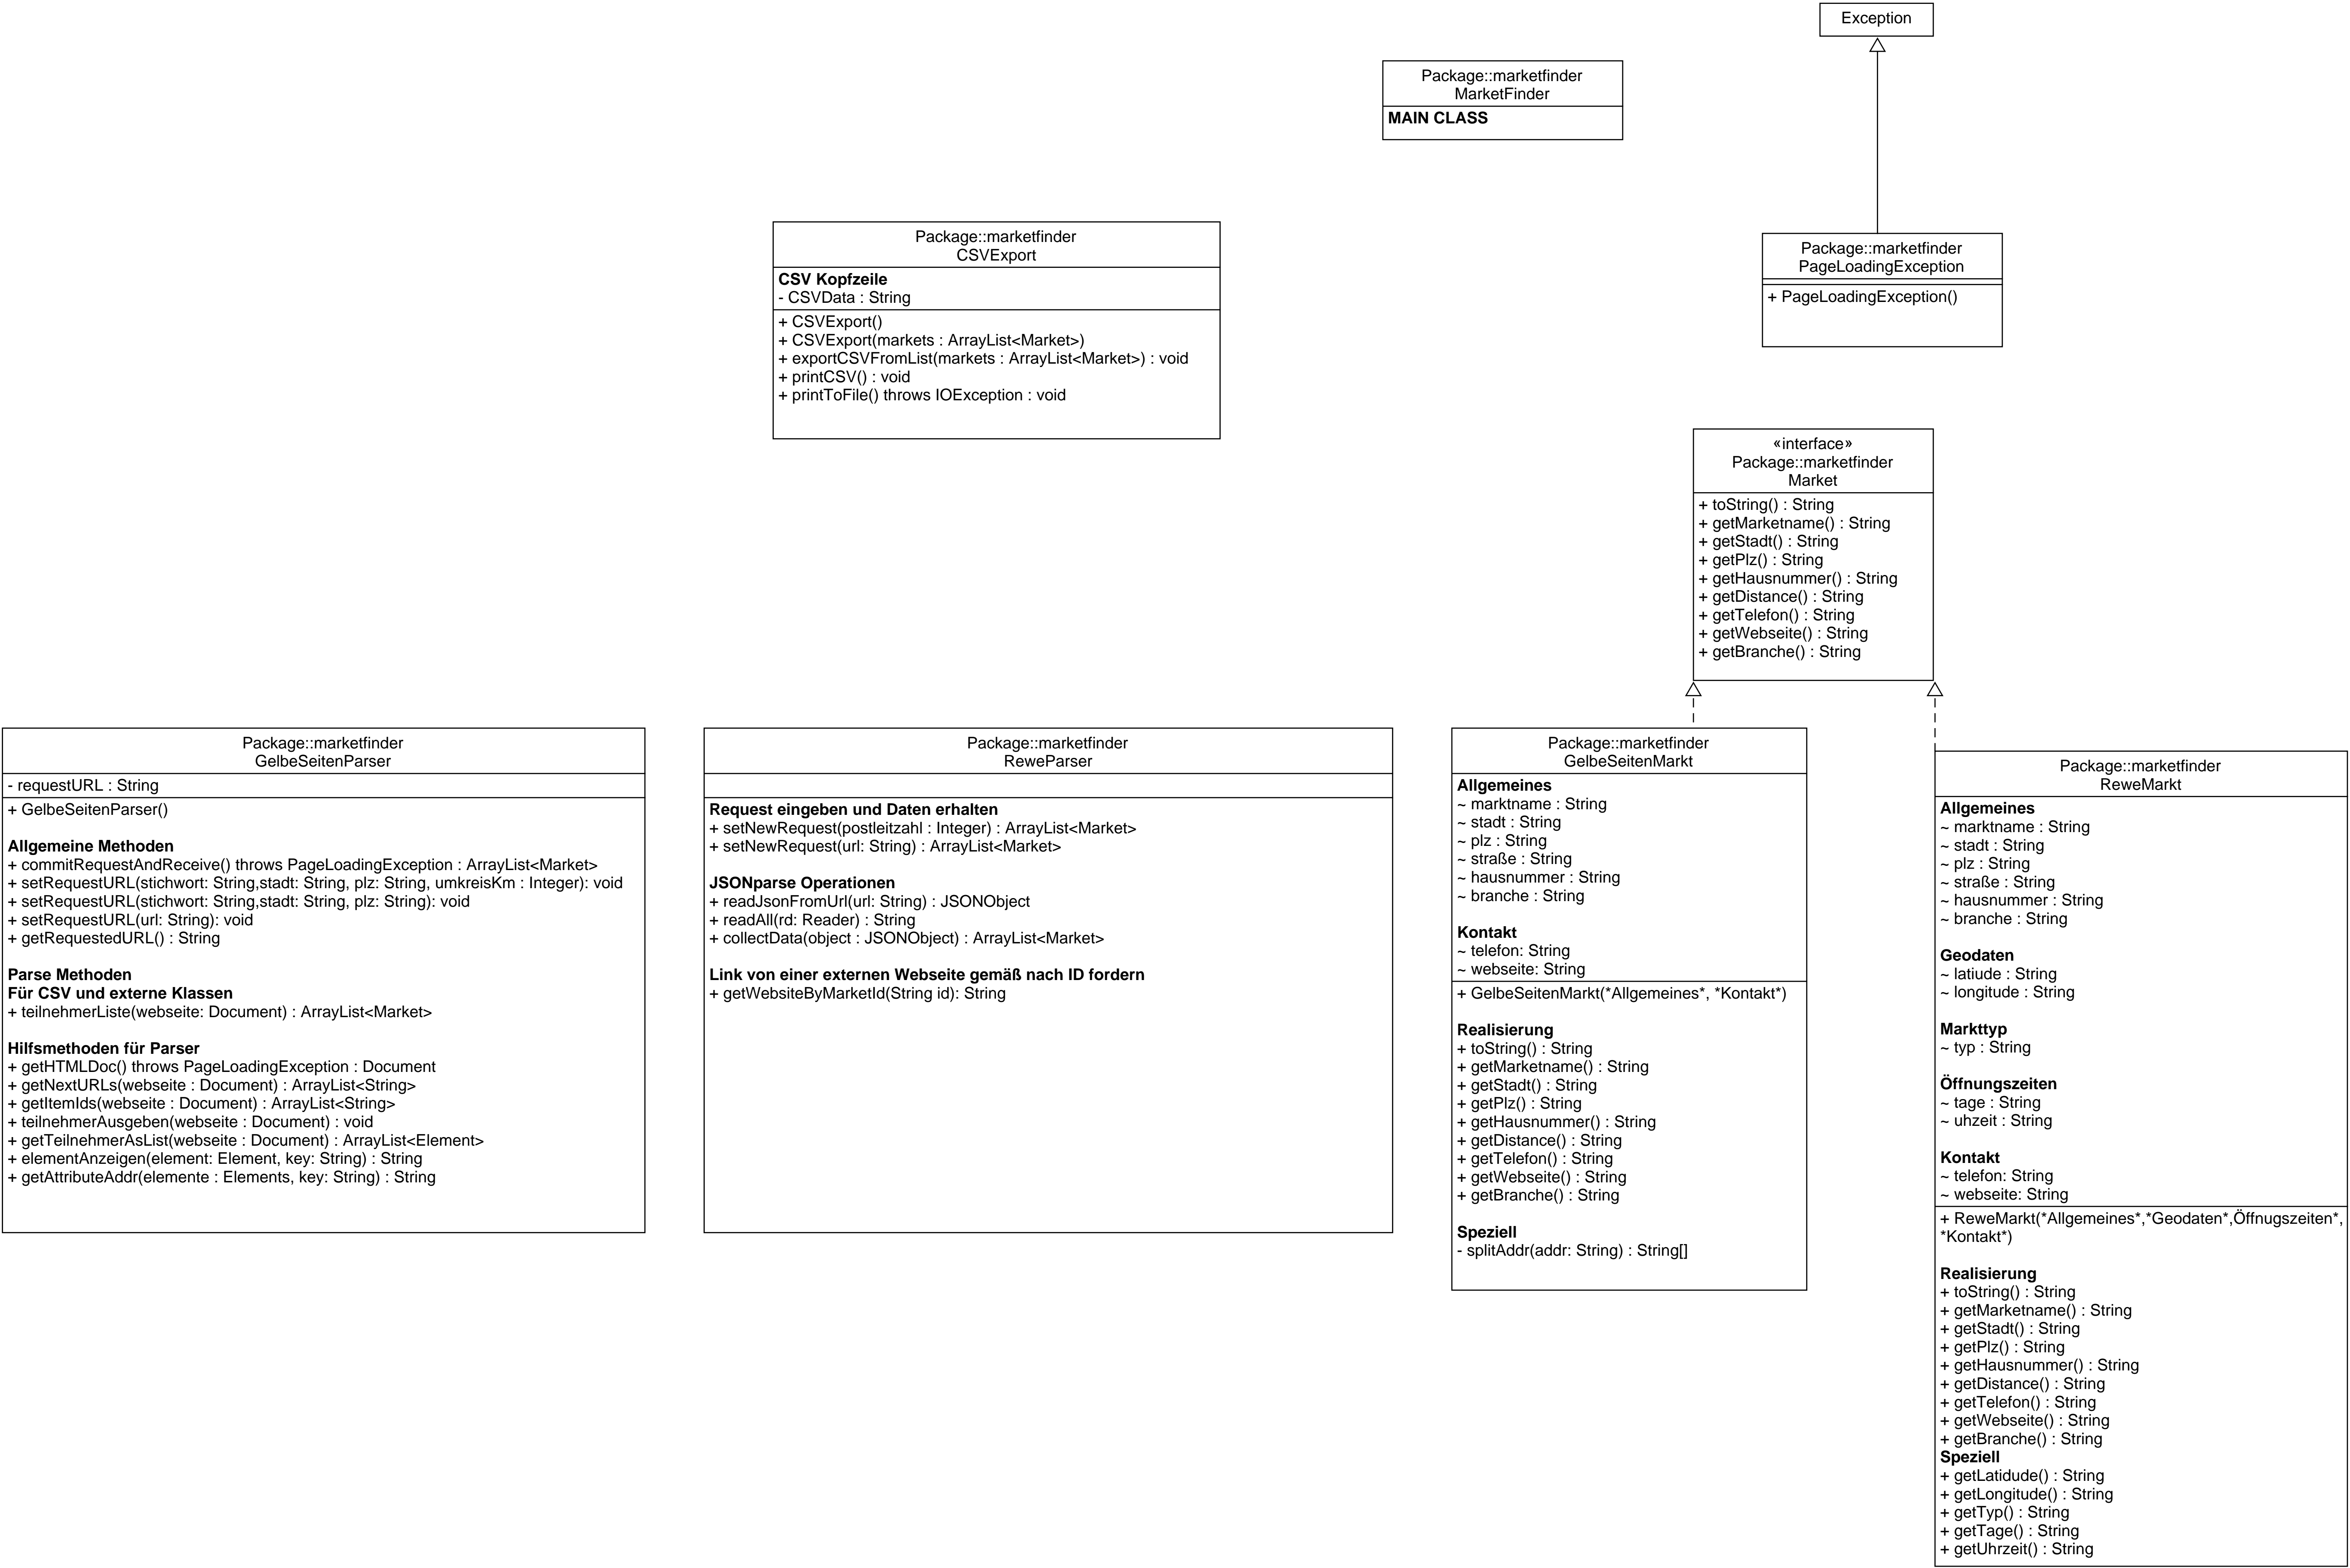 Exception
Package::marketfinder
MarketFinder
MAIN CLASS
Package::marketfinder
CSVExport
CSV Kopfzeile
- CSVData : String
+ CSVExport()
+ CSVExport(markets : ArrayList<Market>)
+ exportCSVFromList(markets : ArrayList<Market>) : void
+ printCSV() : void
+ printToFile() throws IOException : void
Package::marketfinder
PageLoadingException
+ PageLoadingException()
«interface»
Package::marketfinder
Market
+ toString() : String
+ getMarketname() : String
+ getStadt() : String
+ getPlz() : String
+ getHausnummer() : String
+ getDistance() : String
+ getTelefon() : String
+ getWebseite() : String
+ getBranche() : String
Package::marketfinder
GelbeSeitenParser
- requestURL : String
+ GelbeSeitenParser()
Allgemeine Methoden
+ commitRequestAndReceive() throws PageLoadingException : ArrayList<Market>
+ setRequestURL(stichwort: String,stadt: String, plz: String, umkreisKm : Integer): void
+ setRequestURL(stichwort: String,stadt: String, plz: String): void
+ setRequestURL(url: String): void
+ getRequestedURL() : String
Parse Methoden
Für CSV und externe Klassen
+ teilnehmerListe(webseite: Document) : ArrayList<Market>
Hilfsmethoden für Parser
+ getHTMLDoc() throws PageLoadingException : Document
+ getNextURLs(webseite : Document) : ArrayList<String>
+ getItemIds(webseite : Document) : ArrayList<String>
+ teilnehmerAusgeben(webseite : Document) : void
+ getTeilnehmerAsList(webseite : Document) : ArrayList<Element>
+ elementAnzeigen(element: Element, key: String) : String
+ getAttributeAddr(elemente : Elements, key: String) : String
Package::marketfinder
ReweParser
Request eingeben und Daten erhalten
+ setNewRequest(postleitzahl : Integer) : ArrayList<Market>
+ setNewRequest(url: String) : ArrayList<Market>
JSONparse Operationen
+ readJsonFromUrl(url: String) : JSONObject
+ readAll(rd: Reader) : String
+ collectData(object : JSONObject) : ArrayList<Market>
Link von einer externen Webseite gemäß nach ID fordern
+ getWebsiteByMarketId(String id): String
Package::marketfinder
GelbeSeitenMarkt
Allgemeines
~ marktname : String
~ stadt : String
~ plz : String
~ straße : String
~ hausnummer : String
~ branche : String
Kontakt
~ telefon: String
~ webseite: String
+ GelbeSeitenMarkt(*Allgemeines*, *Kontakt*)
Realisierung
+ toString() : String
+ getMarketname() : String
+ getStadt() : String
+ getPlz() : String
+ getHausnummer() : String
+ getDistance() : String
+ getTelefon() : String
+ getWebseite() : String
+ getBranche() : String
Speziell
- splitAddr(addr: String) : String[]
Package::marketfinder
ReweMarkt
Allgemeines
~ marktname : String
~ stadt : String
~ plz : String
~ straße : String
~ hausnummer : String
~ branche : String
Geodaten
~ latiude : String
~ longitude : String
Markttyp
~ typ : String
Öffnungszeiten
~ tage : String
~ uhzeit : String
Kontakt
~ telefon: String
~ webseite: String
+ ReweMarkt(*Allgemeines*,*Geodaten*,Öffnugszeiten*,
*Kontakt*)
Realisierung
+ toString() : String
+ getMarketname() : String
+ getStadt() : String
+ getPlz() : String
+ getHausnummer() : String
+ getDistance() : String
+ getTelefon() : String
+ getWebseite() : String
+ getBranche() : String
Speziell
+ getLatidude() : String
+ getLongitude() : String
+ getTyp() : String
+ getTage() : String
+ getUhrzeit() : String